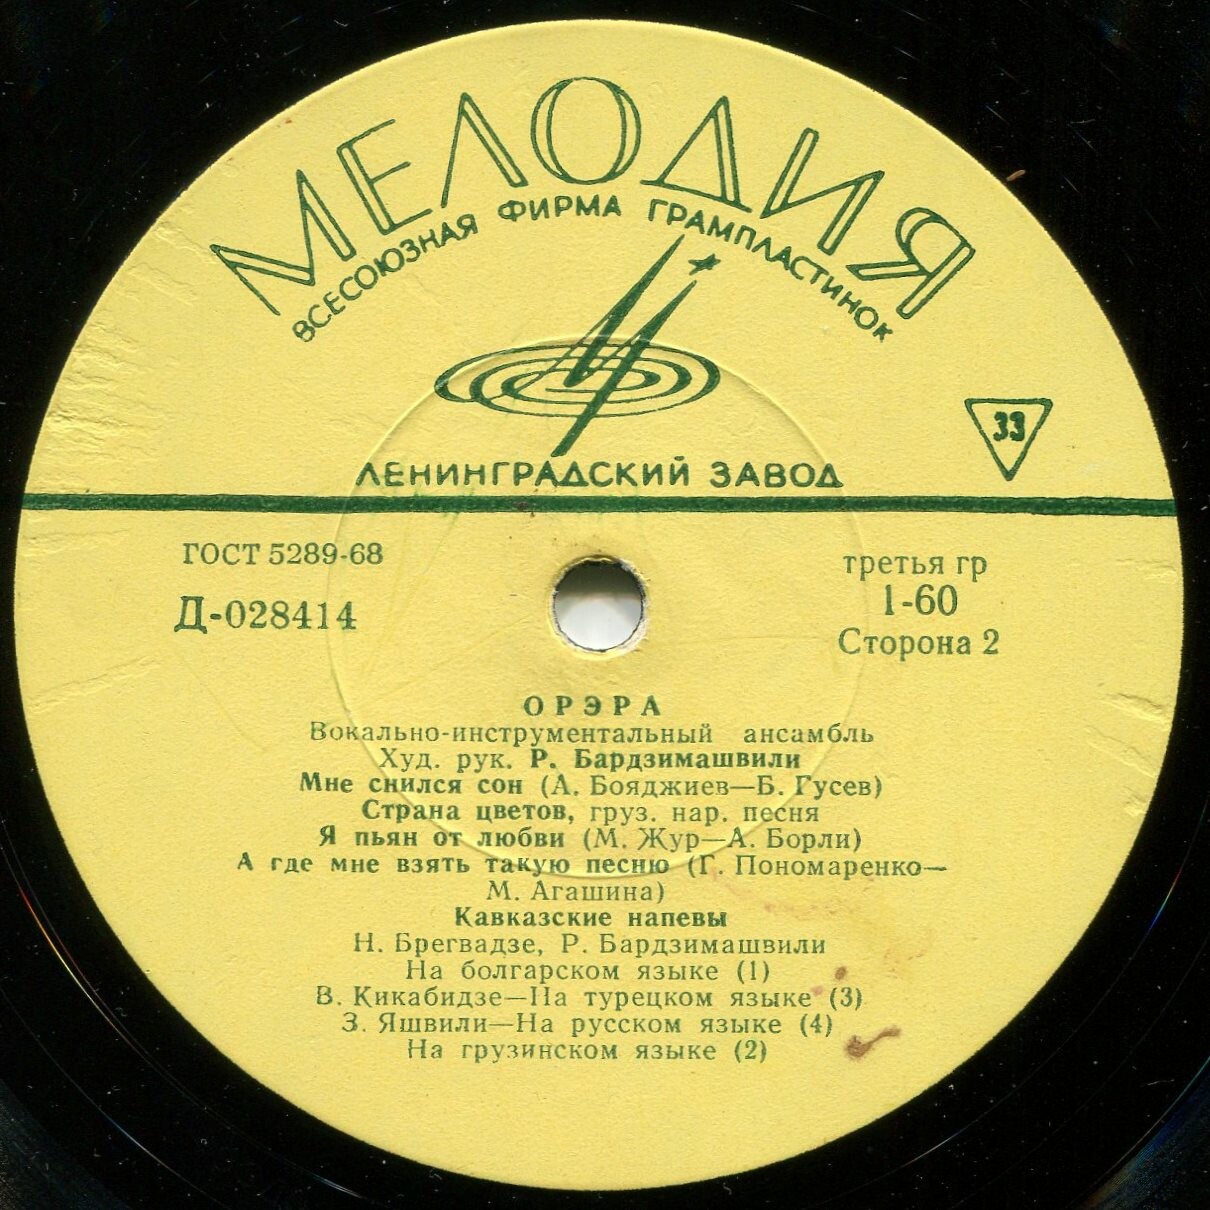 МЕЛОДИЯ
ВСЕСОЮЗНАЯ ФИРМА ГРАМПЛАСТИНОК
33
ЛЕНИНГРАДСКИЙ ЗАВОД
ГОСТ 5289-68
Д-028414
третья гр
1-60
Сторона 2
ОРЭРА
Вокально-инструментальный ансамбль
Худ. рук. Р. Бардзимашвили
Мне снился сон (А. Бояджиев—Б. Гусев)
Страна цветов, груз. нар. песня
Я пьян от любви (М. Жур—А. Борли)
А где мне взять такую песню (Г. Пономаренко—
М. Агашина)
Кавказские напевы
Н. Брегвадзе, Р. Бардзимашвили
На болгарском языке (1)
В. Кикабидзе—На турецком языке (3)
З. Яшвили—На русском языке (4)
На грузинском языке (2)